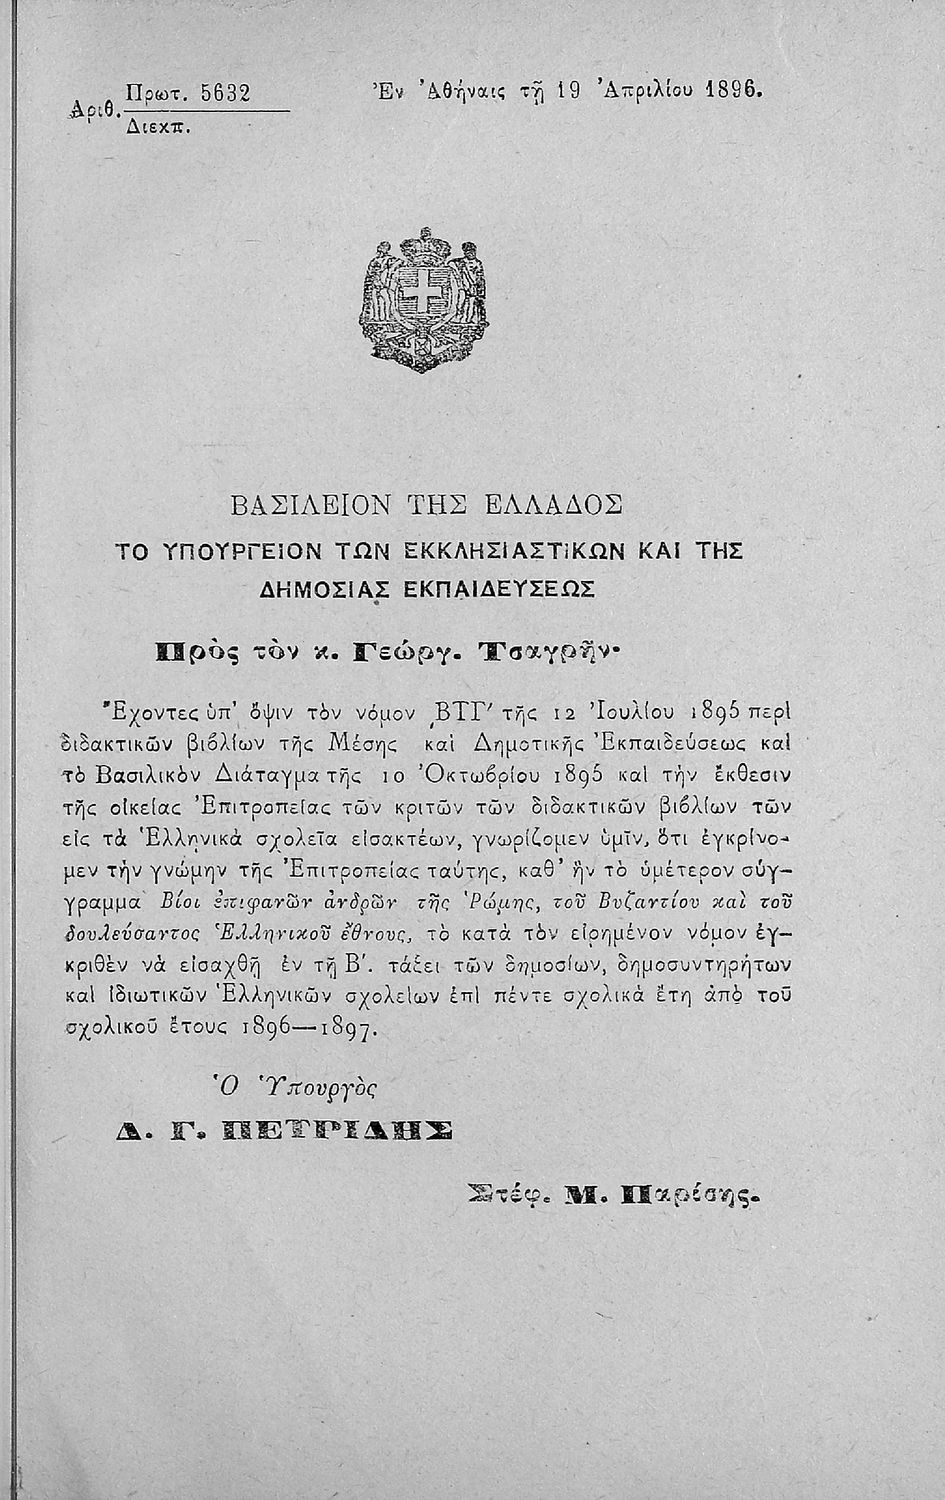 Ἀριθ. Πρωτ. 5632
Διεκπ.
Ἐν Ἀθήναις τῇ 19 Ἀπριλίου 1896.
ΒΑΣΙΛΕΙΟΝ ΤΗΣ ΕΛΛΑΔΟΣ
ΤΟ ΥΠΟΥΡΓΕΙΟΝ ΤΩΝ ΕΚΚΛΗΣΙΑΣΤΙΚΩΝ ΚΑΙ ΤΗΣ
ΔΗΜΟΣΙΑΣ ΕΚΠΑΙΔΕΥΣΕΩΣ
Πρὸς τὸν κ. Γεώργ. Τσαγρῆν·
Ἔχοντες ὑπ' ὄψιν τὸν νόμον ͵ΒΤΓʹ τῆς 12 Ἰουλίου 1895 περὶ
διδακτικῶν βιβλίων τῆς Μέσης καὶ Δημοτικῆς Ἐκπαιδεύσεως καὶ
τὸ Βασιλικὸν Διάταγμα τῆς 10 Ὀκτωβρίου 1895 καὶ τὴν ἔκθεσιν
τῆς οἰκείας Ἐπιτροπείας τῶν κριτῶν τῶν διδακτικῶν βιβλίων τῶν
εἰς τὰ Ἑλληνικὰ σχολεῖα εἰσακτέων, γνωρίζομεν ὑμῖν, ὅτι ἐγκρίνο-
μεν τὴν γνώμην τῆς Ἐπιτροπείας ταύτης, καθ' ἣν τὸ ὑμέτερον σύγ-
γραμμα Βίοι ἐπιφανῶν ἀνδρῶν τῆς Ῥώμης, τοῦ Βυζαντίου καὶ τοῦ
δουλεύσαντος Ἑλληνικοῦ ἔθνους, τὸ κατὰ τὸν εἰρημένον νόμον ἐγ-
κριθὲν νὰ εἰσαχθῇ ἐν τῇ Βʹ. τάξει τῶν δημοσίων, δημοσυντηρήτων
καὶ ἰδιωτικῶν Ἑλληνικῶν σχολείων ἐπὶ πέντε σχολικὰ ἔτη ἀπὸ τοῦ
σχολικοῦ ἔτους 1896—1897.
Ὁ Ὑπουργὸς
Δ. Γ. ΠΕΤΡΙΔΗΣ
Στέφ. Μ. Παρίσης.